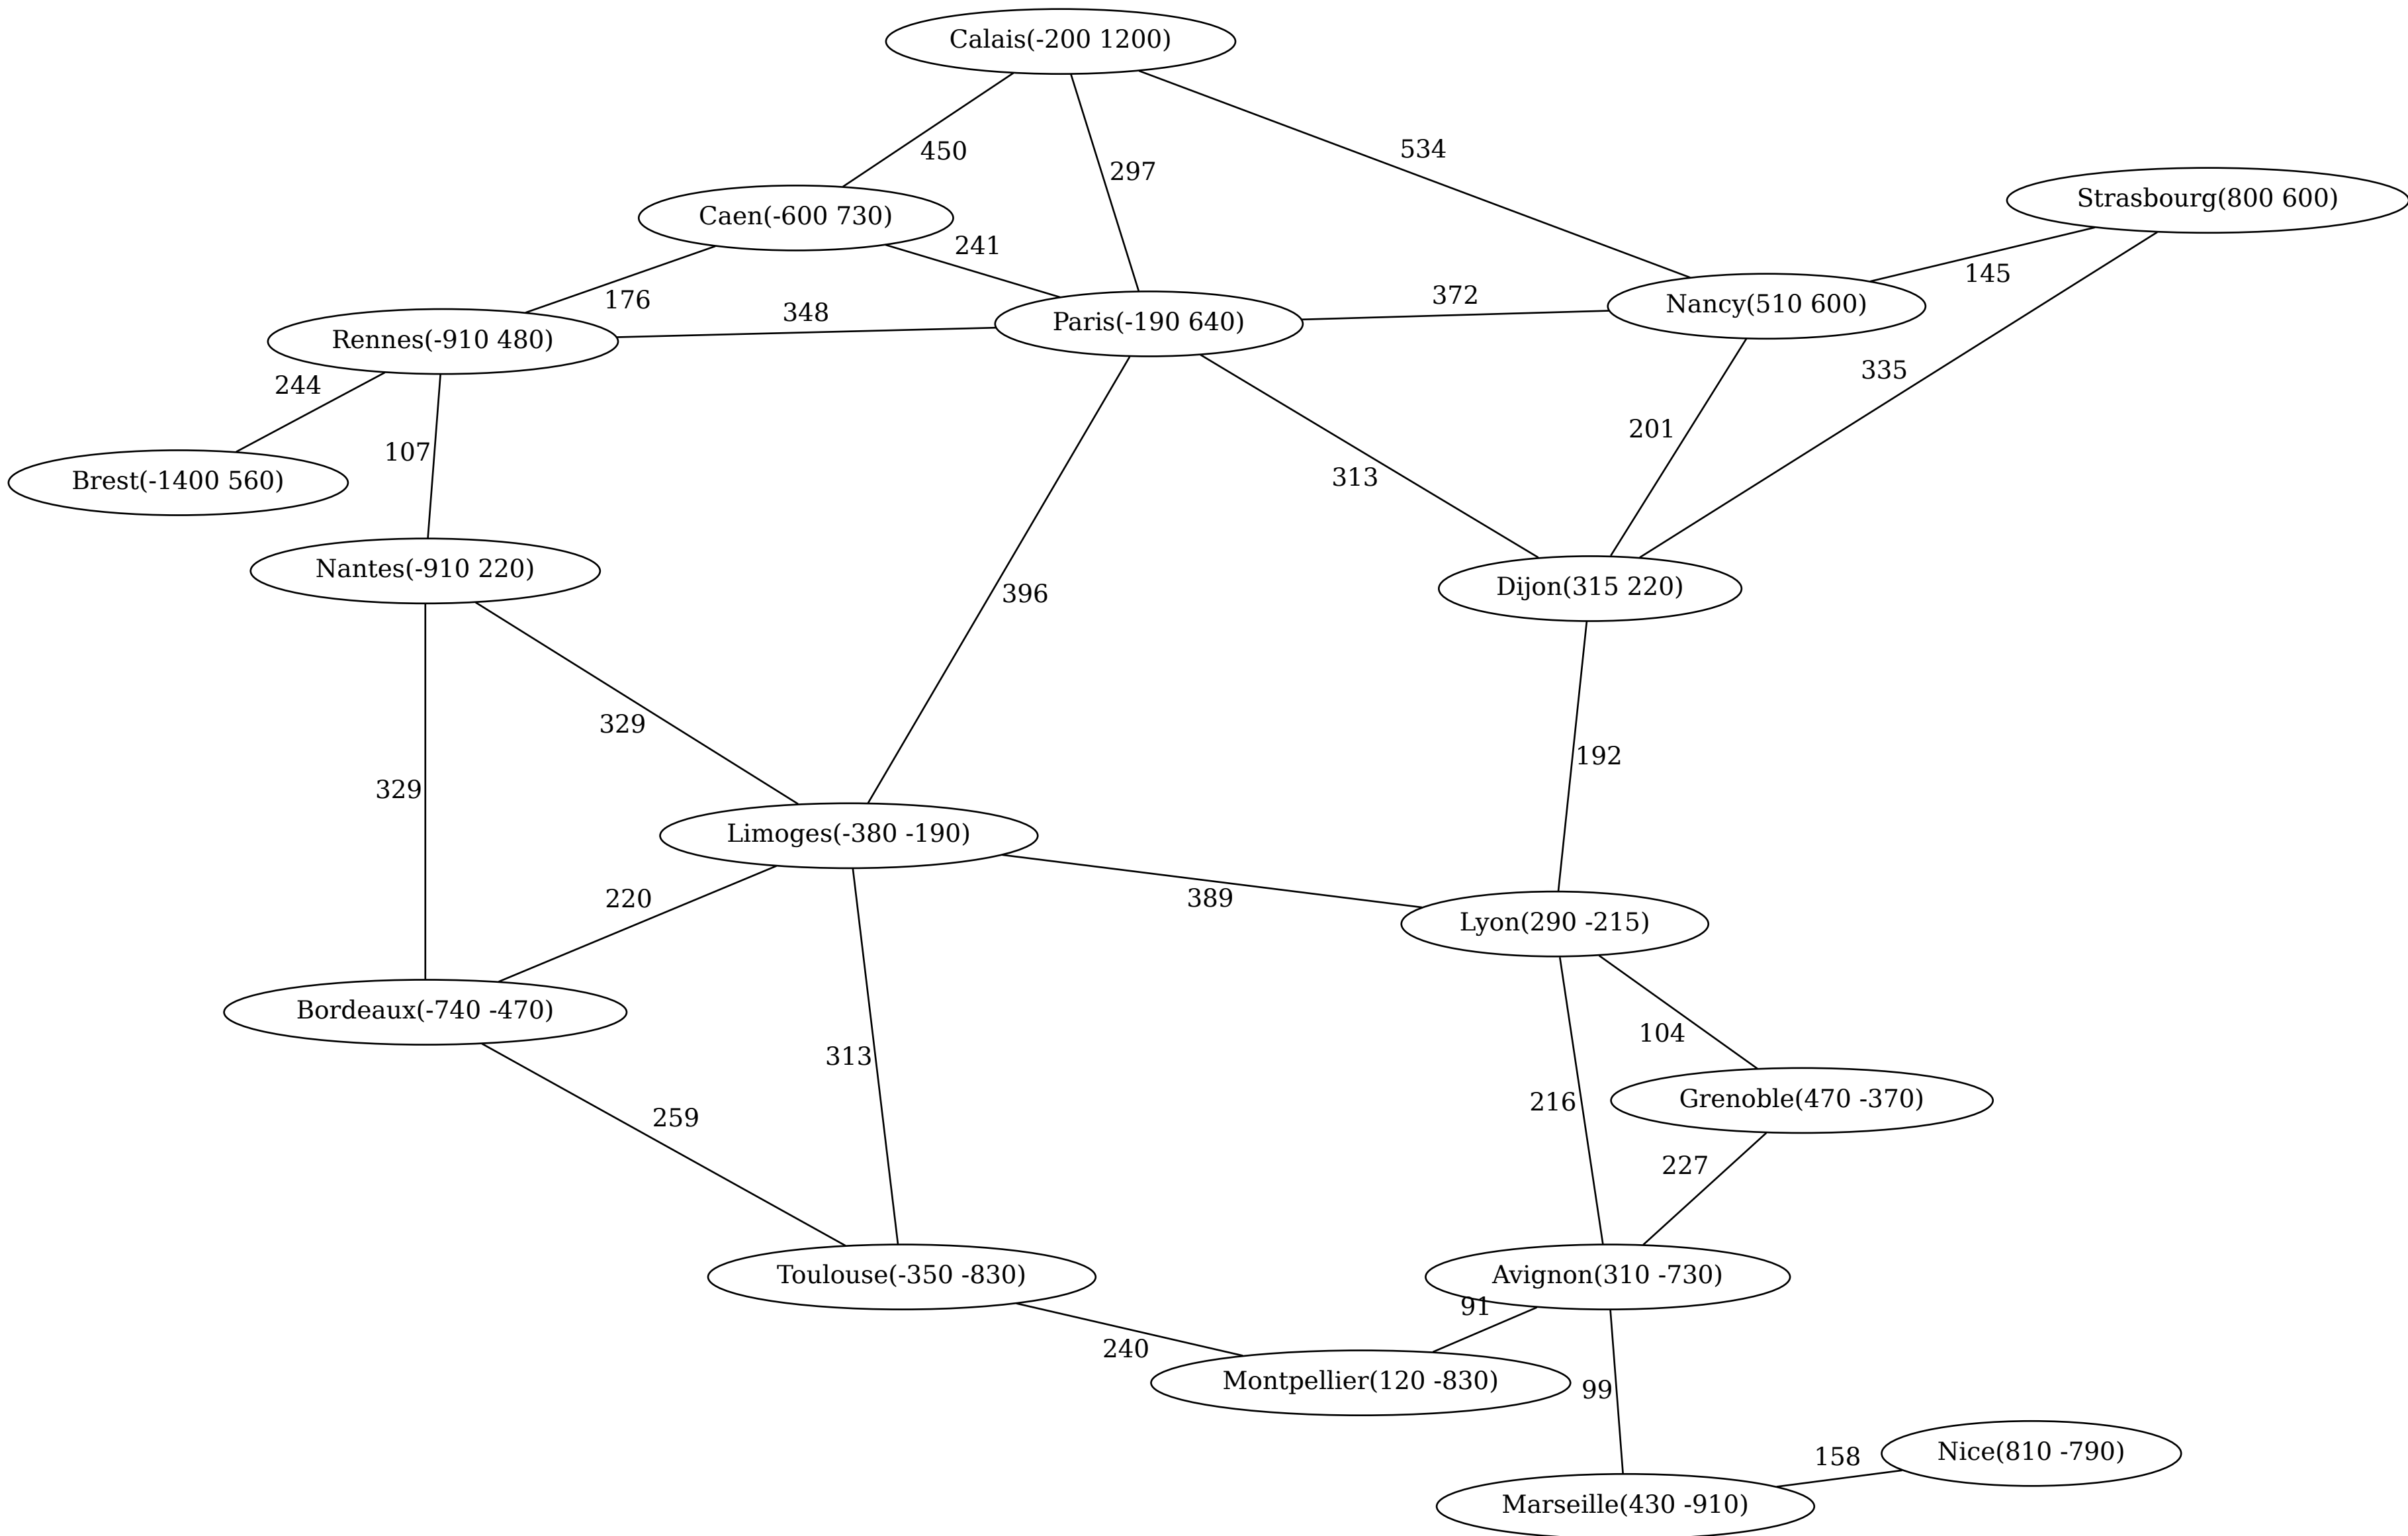 Calais(-200 1200)
534
450
297
Strasbourg(800 600)
Caen(-600 730)
241
145
372
176
348
Nancy(510 600)
Paris(-190 640)
Rennes(-910 480)
335
244
201
107
313
Brest(-1400 560)
Nantes(-910 220)
Dijon(315 220)
396
329
192
329
Limoges(-380 -190)
220
389
Lyon(290 -215)
Bordeaux(-740 -470)
104
313
216
Grenoble(470 -370)
259
227
Toulouse(-350 -830)
Avignon(310 -730)
91
240
Montpellier(120 -830)
99
158
Nice(810 -790)
Marseille(430 -910)